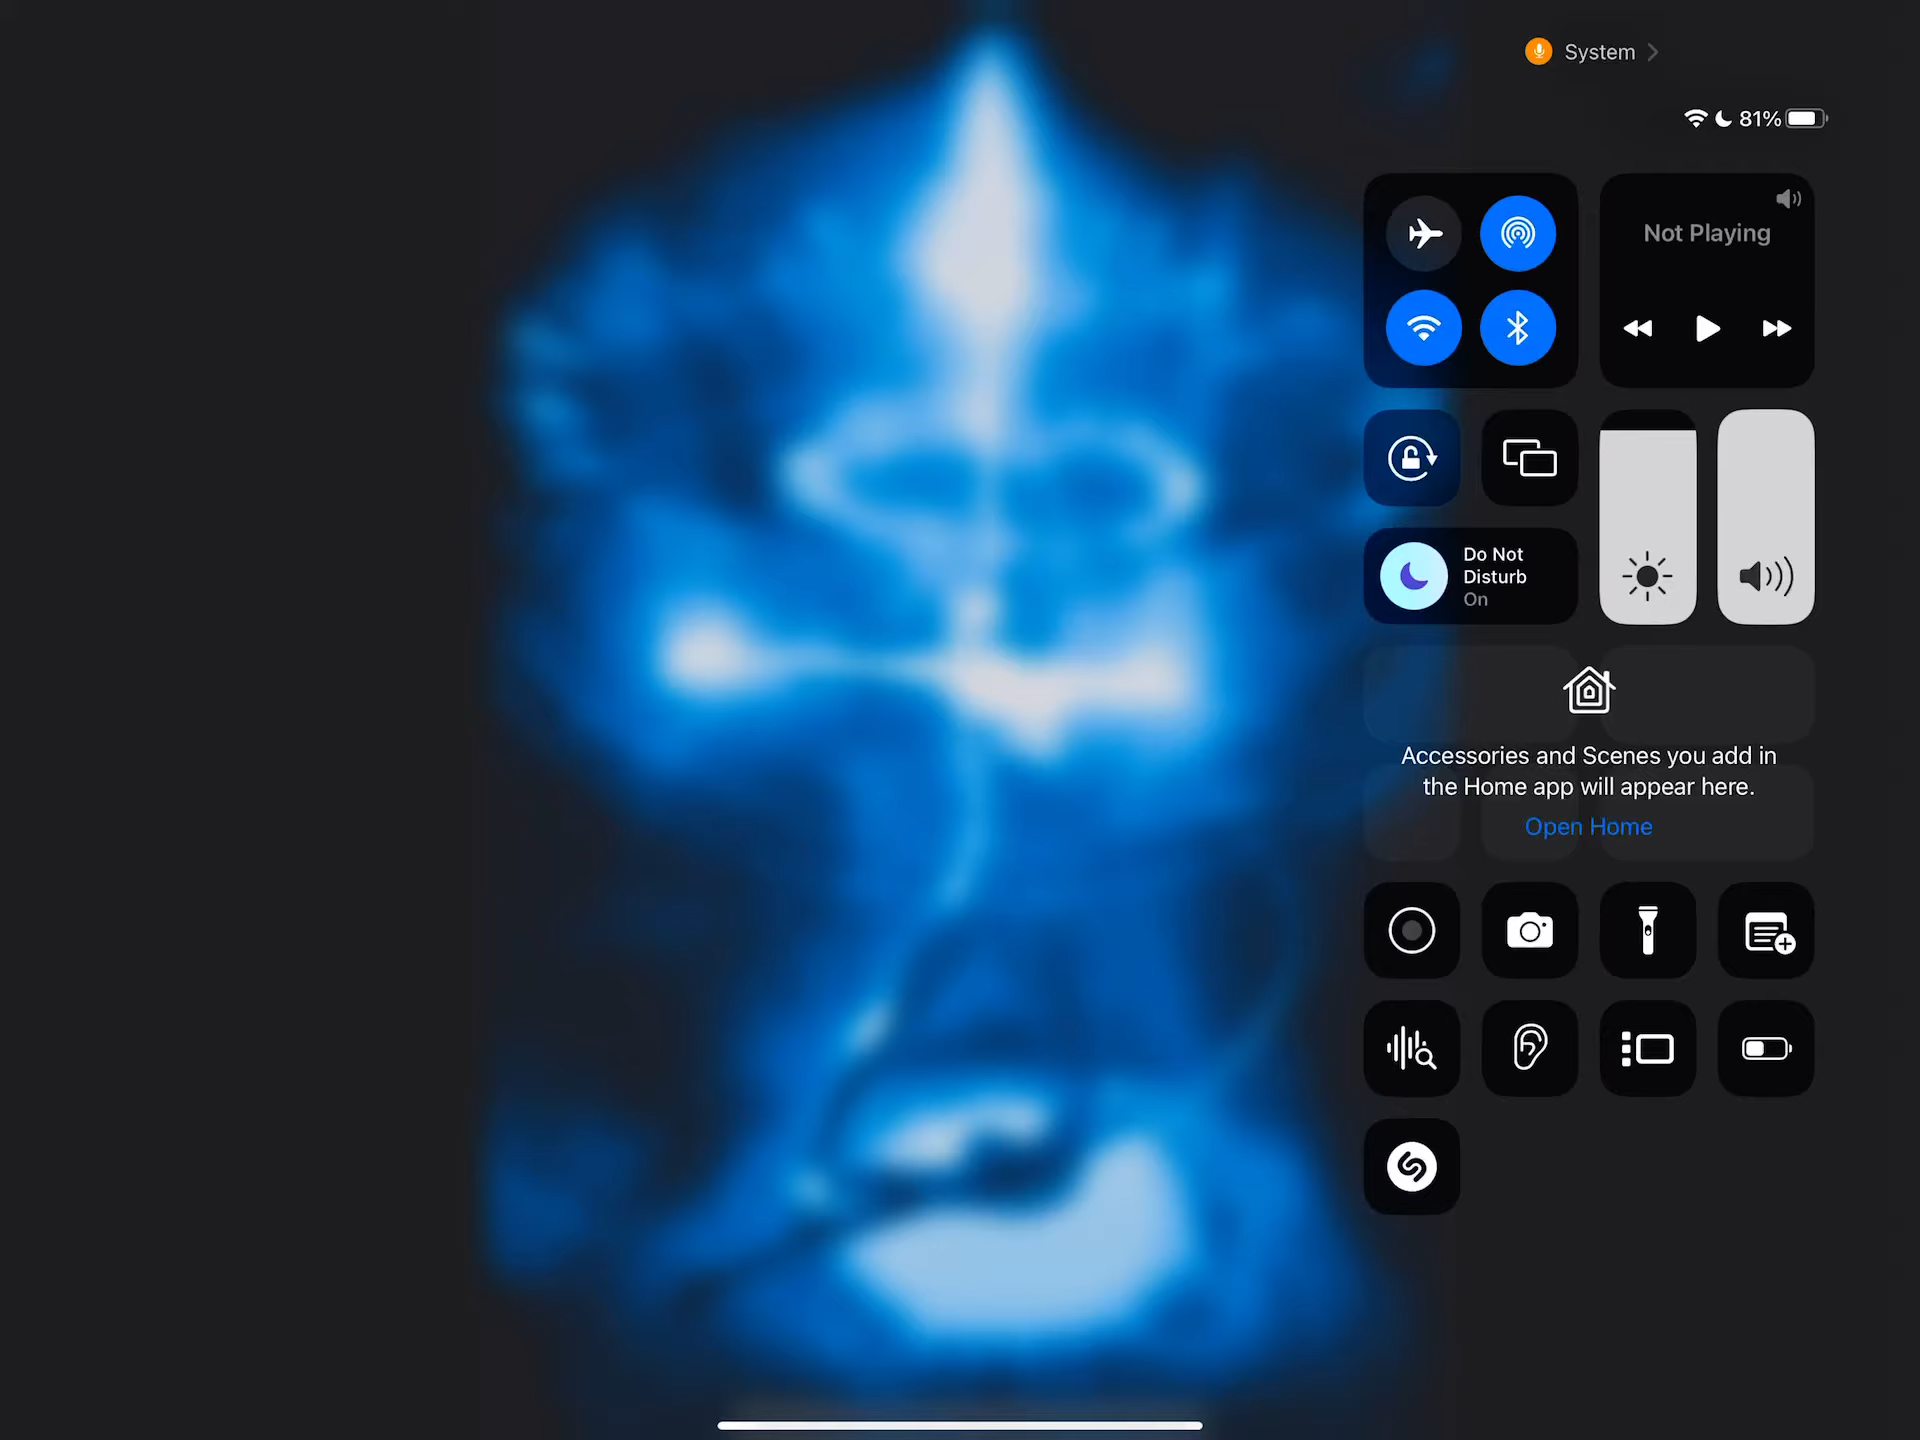 System
81%
Not Playing
Do Not
Disturb
On
Accessories and Scenes you add in
the Home app will appear here.
Open Home